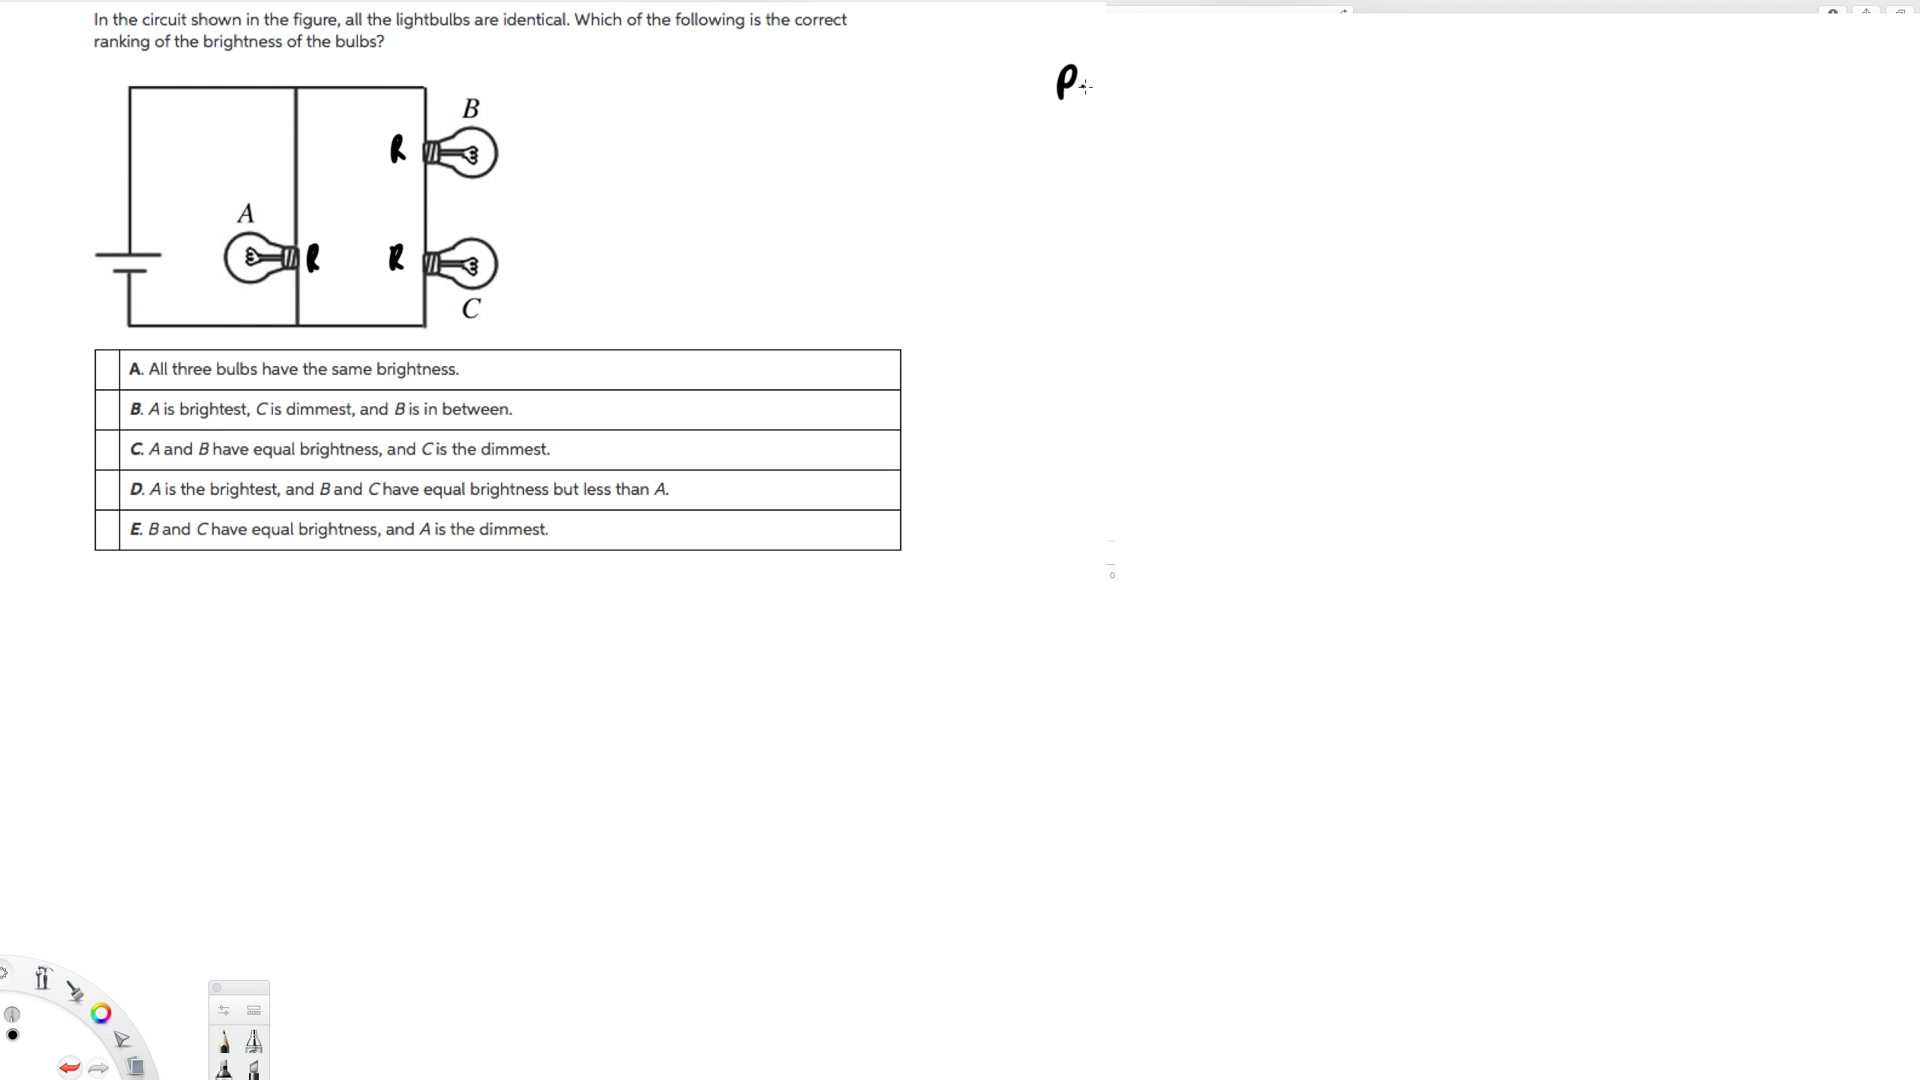 In the circuit shown in the figure, all the lightbulbs are identical. Which of the following is the correct
ranking of the brightness of the bulbs?
P
B
R
A
R
R
C
A. All three bulbs have the same brightness.
B. A is brightest, C is dimmest, and B is in between.
C. A and B have equal brightness, and C is the dimmest.
D. A is the brightest, and B and C have equal brightness but less than A.
E. B and C have equal brightness, and A is the dimmest.
0